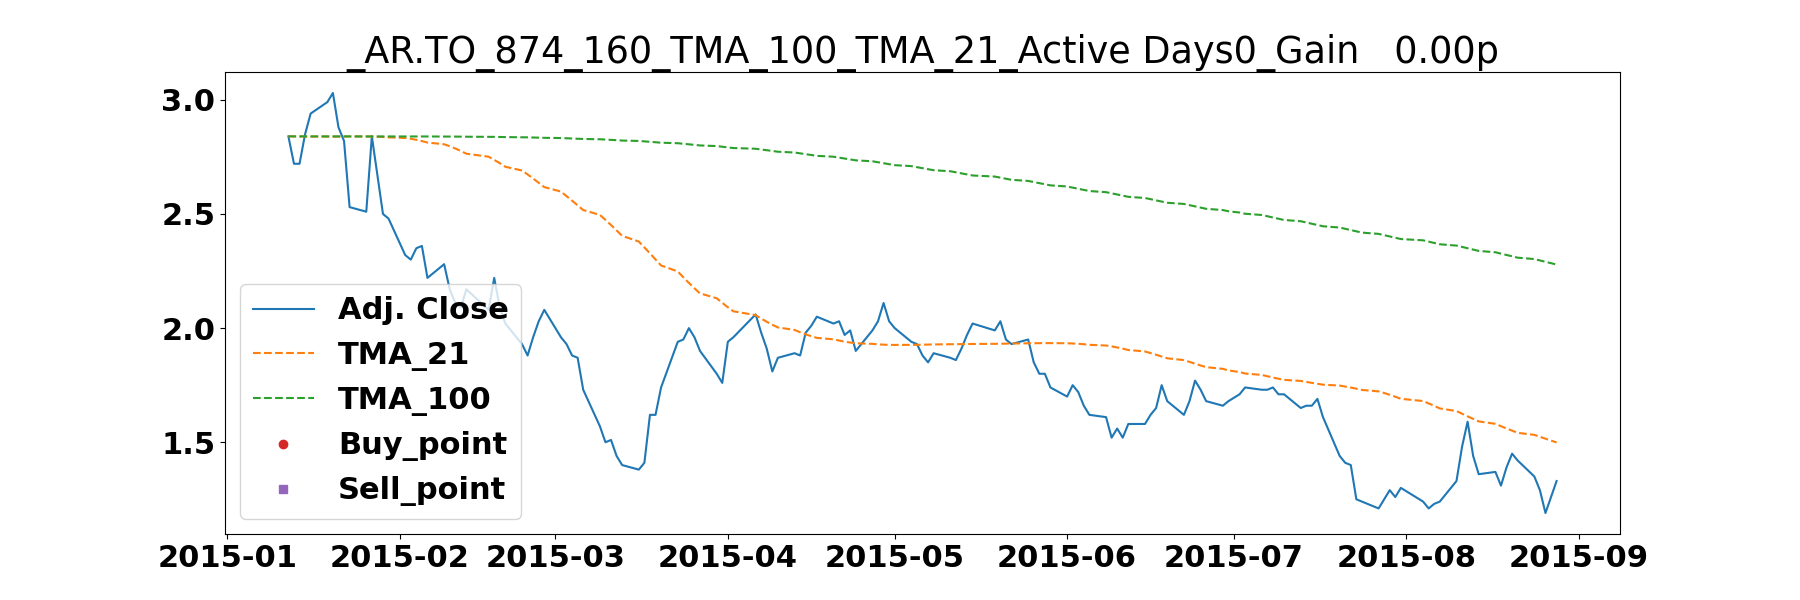 _AR.TO_874_160_TMA_100_TMA_21_Active Days0_Gain   0.00p
3.0
2.5
2.0
1.5
Adj. Close
TMA_21
TMA_100
Buy_point
Sell_point
2015-01 2015-02 2015-03 2015-04 2015-05 2015-06 2015-07 2015-08 2015-09